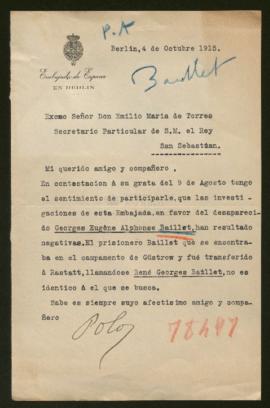 P.A
Berlin, 4 de Octubre 1915.
Embajada de España
EN BERLIN
Baillet
Excmo Señor Don Emilio Maria de Torres
Secretario Particular de S.M. el Rey
San Sebastián.
Mi querido amigo y compañero,
En contestación à su grata del 9 de Agosto tengo
el sentimiento de participarle, que las investi
gaciones de esta Embajada en favor del desapareci
do Georges Eugène Alphonse Baillet, han resultado
negativas. El prisionero Baillet que se encontra
ba en el campamento de Güstrow y fué transferido
à Rastatt, llamandose René Georges Baillet, no es
identico à el que se busca.
Sabe es siempre suyo afectisimo amigo y compa-
ñero
Polo
78497